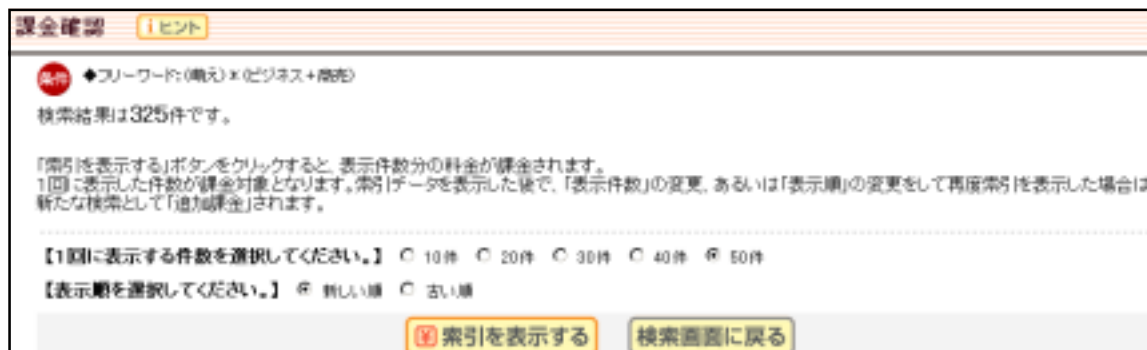 課金確認 iヒント
条件 ◆フリーワード:(萌え)×(ビジネス+商売)
検索結果は325件です。
「索引を表示する」ボタンをクリックすると、表示件数分の料金が課金されます。
1回に表示した件数が課金対象となります。索引データを表示した後で、「表示件数」の変更、あるいは「表示順」の変更をして再度索引を表示した場合は
新たな検索として「追加課金」されます。
【1回に表示する件数を選択してください。】 10件 20件 30件 40件 50件
【表示順を選択してください。】 新しい順 古い順
¥索引を表示する 検索画面に戻る